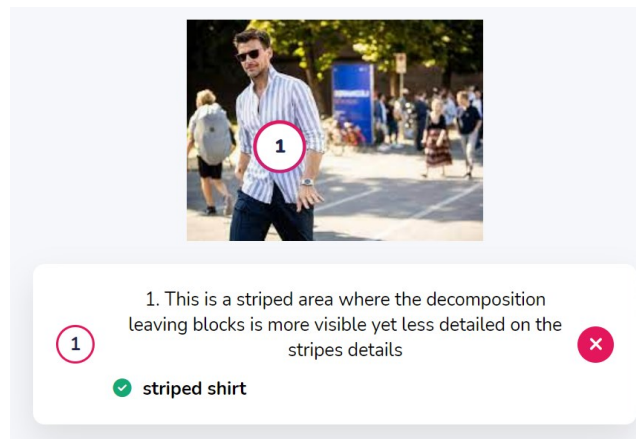 1
1. This is a striped area where the decomposition
leaving blocks is more visible yet less detailed on the
stripes details
1
striped shirt